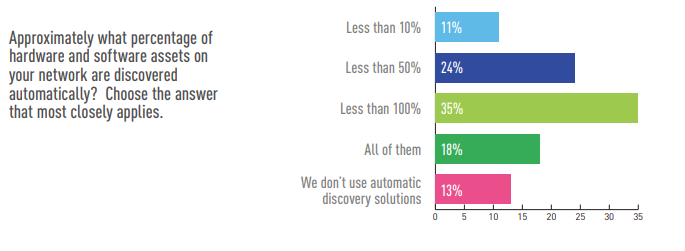 Approximately what percentage of
hardware and software assets on
your network are discovered
automatically? Choose the answer
that most closely applies.
Less than 10%
11%
Less than 50%
24%
Less than 100%
35%
All of them
18%
We don't use automatic
discovery solutions
13%
0 5 10 15 20 25 30 35